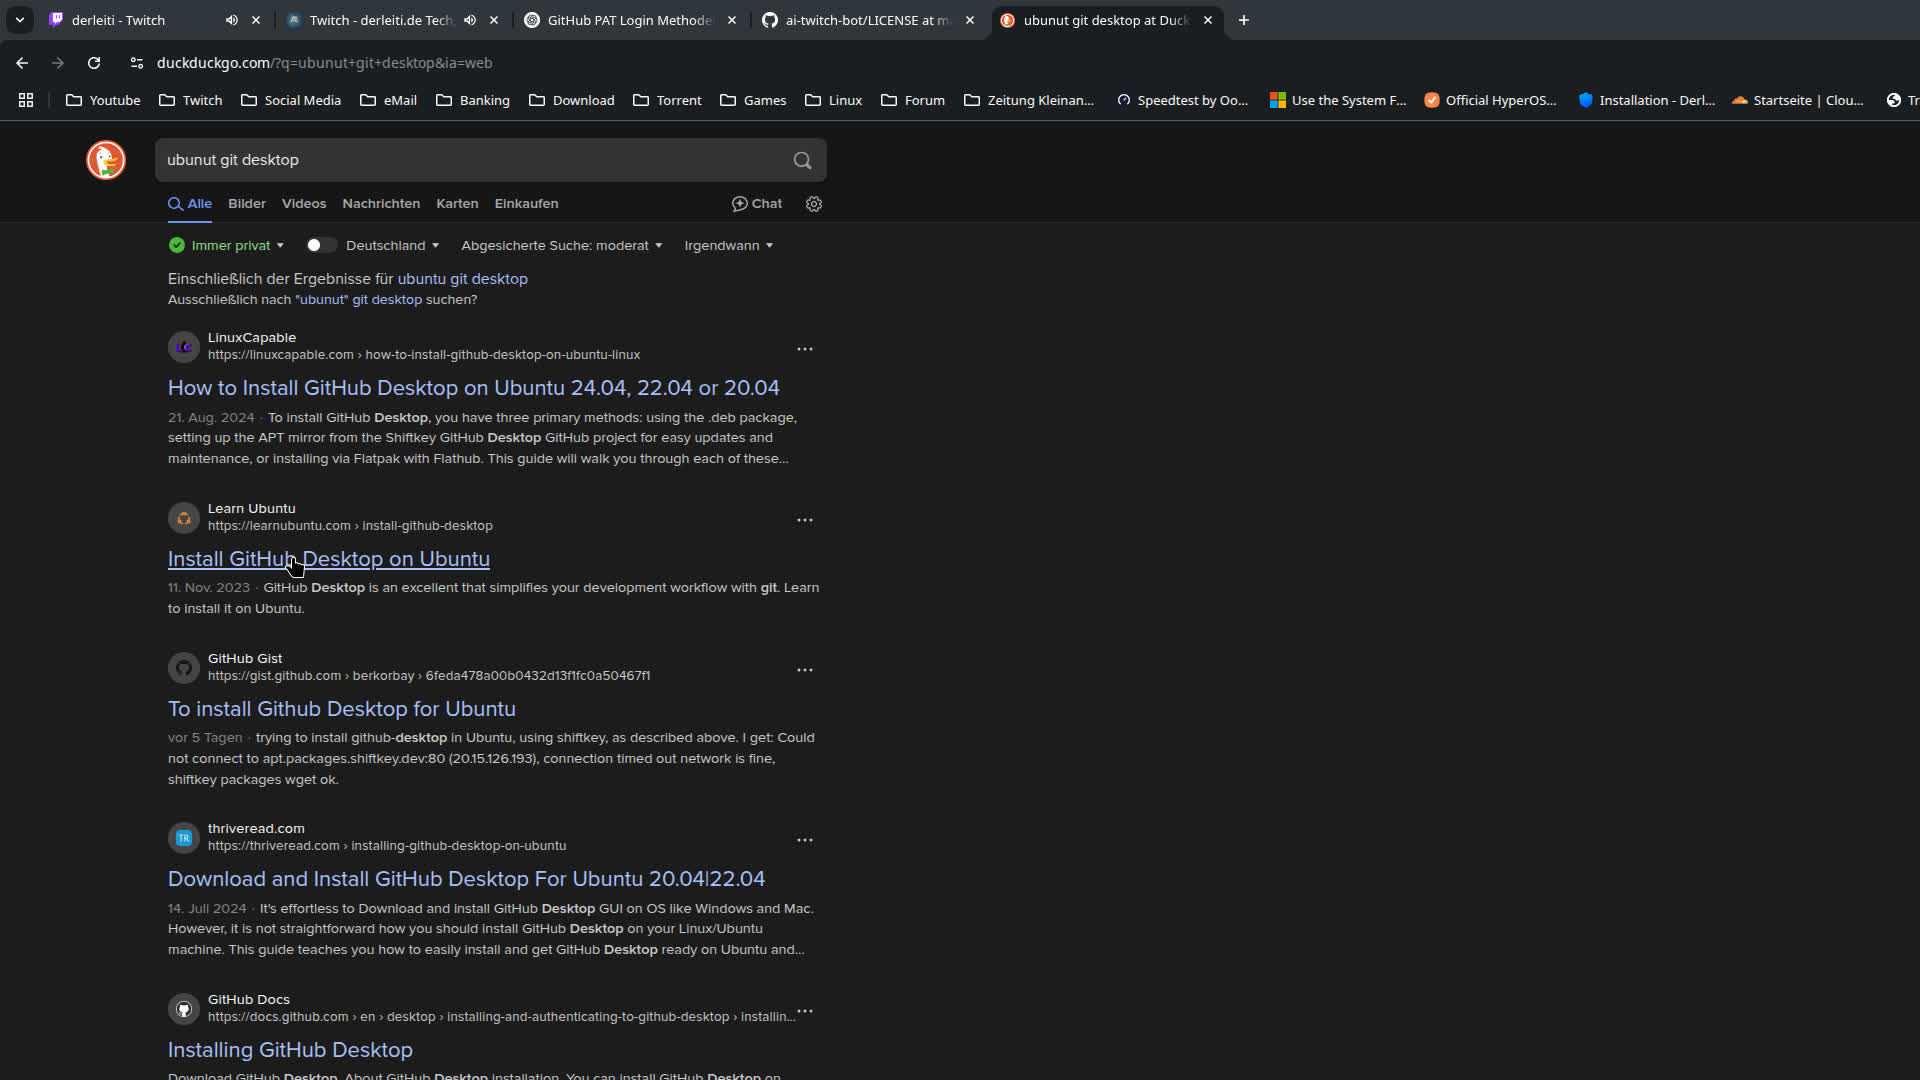 derleiti - Twitch
Twitch - derleiti.de Tech
GitHub PAT Login Methode
ai-twitch-bot/LICENSE at m
ubunut git desktop at Duck
duckduckgo.com/?q=ubunut+git+desktop&ia=web
Youtube
Twitch
Social Media
eMail
Banking
Download
Torrent
Games
Linux
Forum
Zeitung Kleinan...
Speedtest by Oo...
Use the System F...
Official HyperOS...
Installation - Derl...
Startseite | Clou...
Tr
ubunut git desktop
Alle
Bilder
Videos
Nachrichten
Karten
Einkaufen
Chat
Immer privat
Deutschland
Abgesicherte Suche: moderat
Irgendwann
Einschließlich der Ergebnisse für ubuntu git desktop
Ausschließlich nach "ubunut" git desktop suchen?
LinuxCapable
https://linuxcapable.com › how-to-install-github-desktop-on-ubuntu-linux
How to Install GitHub Desktop on Ubuntu 24.04, 22.04 or 20.04
21. Aug. 2024 · To install GitHub Desktop, you have three primary methods: using the .deb package,
setting up the APT mirror from the Shiftkey GitHub Desktop GitHub project for easy updates and
maintenance, or installing via Flatpak with Flathub. This guide will walk you through each of these...
Learn Ubuntu
https://learnubuntu.com › install-github-desktop
Install GitHub Desktop on Ubuntu
11. Nov. 2023 · GitHub Desktop is an excellent that simplifies your development workflow with git. Learn
to install it on Ubuntu.
GitHub Gist
https://gist.github.com › berkorbay › 6feda478a00b0432d13f1fc0a50467f1
To install Github Desktop for Ubuntu
vor 5 Tagen · trying to install github-desktop in Ubuntu, using shiftkey, as described above. I get: Could
not connect to apt.packages.shiftkey.dev:80 (20.15.126.193), connection timed out network is fine,
shiftkey packages wget ok.
TR
thriveread.com
https://thriveread.com › installing-github-desktop-on-ubuntu
Download and Install GitHub Desktop For Ubuntu 20.04|22.04
14. Juli 2024 · It's effortless to Download and install GitHub Desktop GUI on OS like Windows and Mac.
However, it is not straightforward how you should install GitHub Desktop on your Linux/Ubuntu
machine. This guide teaches you how to easily install and get GitHub Desktop ready on Ubuntu and...
GitHub Docs
https://docs.github.com › en › desktop › installing-and-authenticating-to-github-desktop › installin...
Installing GitHub Desktop
Download GitHub Desktop. About GitHub Desktop installation. You can install GitHub Desktop on